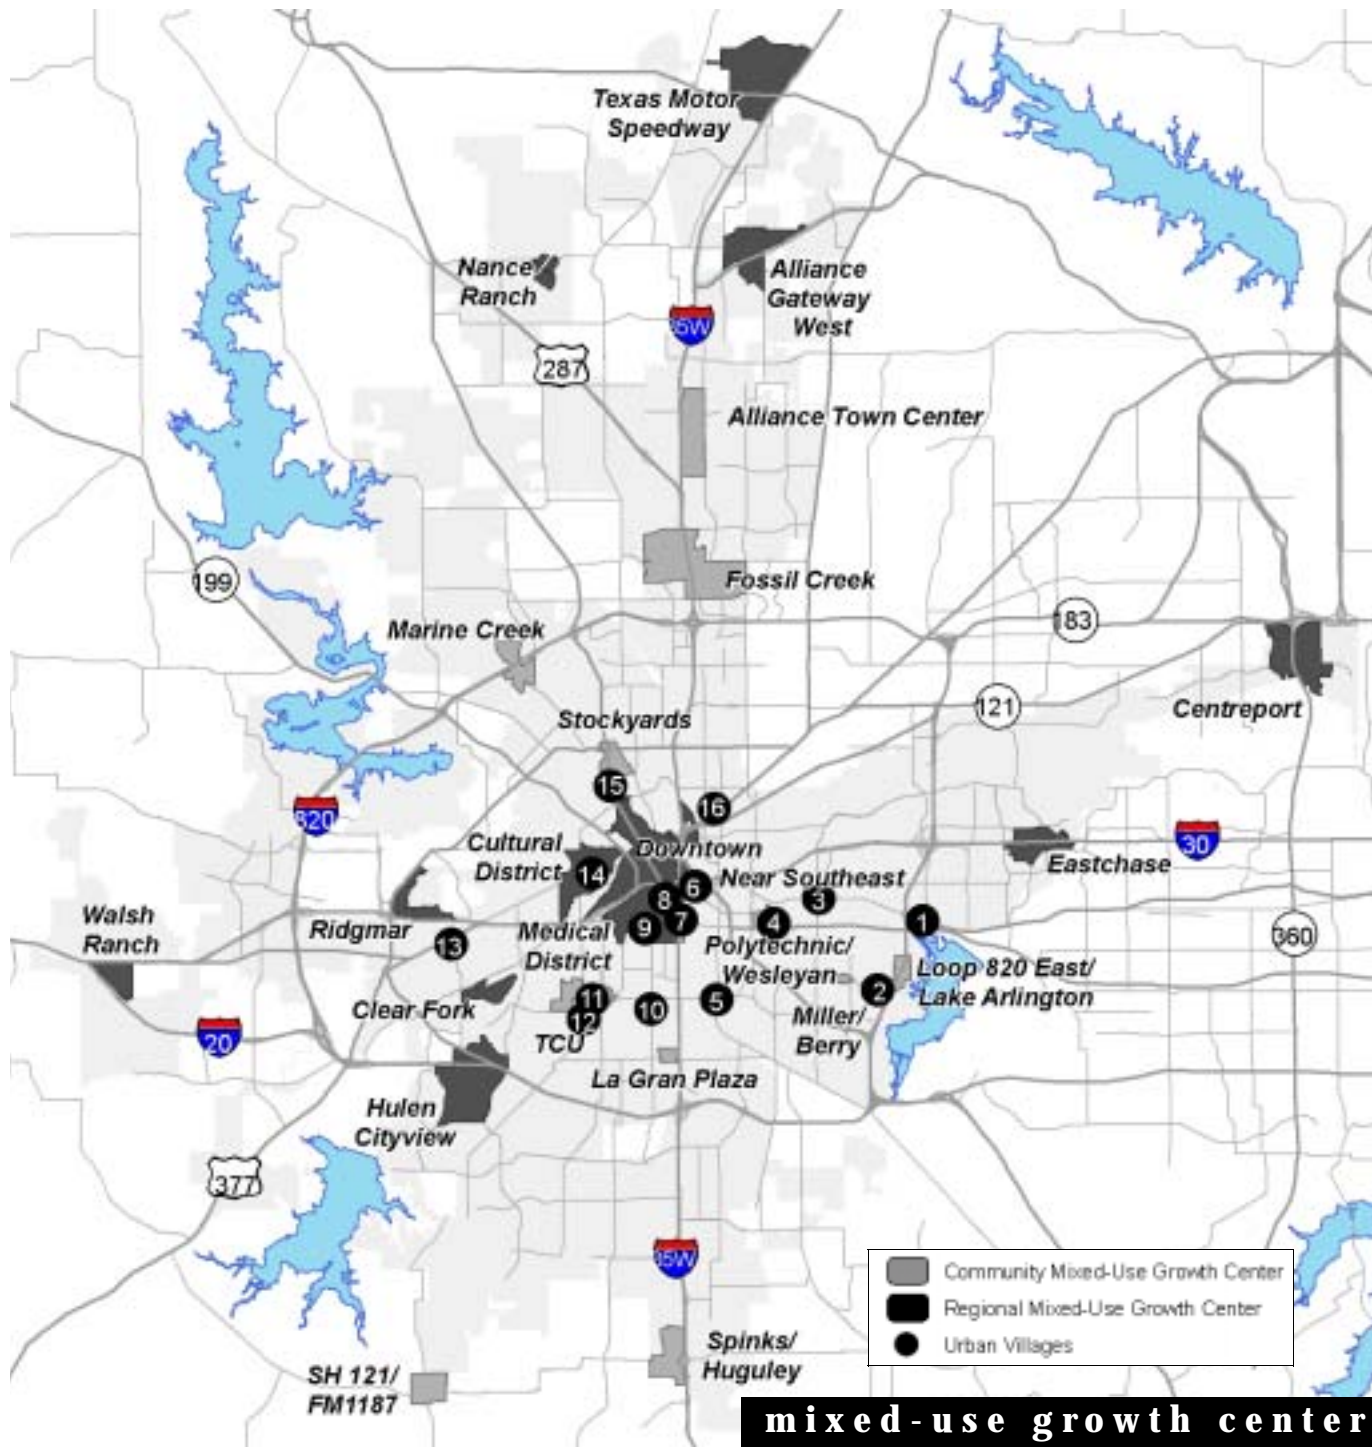 Texas Motor
Speedway
Nance
Ranch
Alliance
Gateway
West
35W
287
Alliance Town Center
Fossil Creek
199
183
Marine Creek
121
Centreport
Stockyards
15
16
820
Cultural
District
14
Downtown
30
Eastchase
Near Southeast
6
8
3
7
9
4
1
Walsh
Ranch
Ridgmar
13
Medical
District
Polytechnic/
Wesleyan
360
Loop 820 East/
Lake Arlington
2
Clear Fork
11
12
10
5
TCU
Miller/
Berry
20
La Gran Plaza
Hulen
Cityview
377
35W
Community Mixed-Use Growth Center
Regional Mixed-Use Growth Center
Urban Villages
Spinks/
Huguley
SH 121/
FM1187
mixed-use growth center